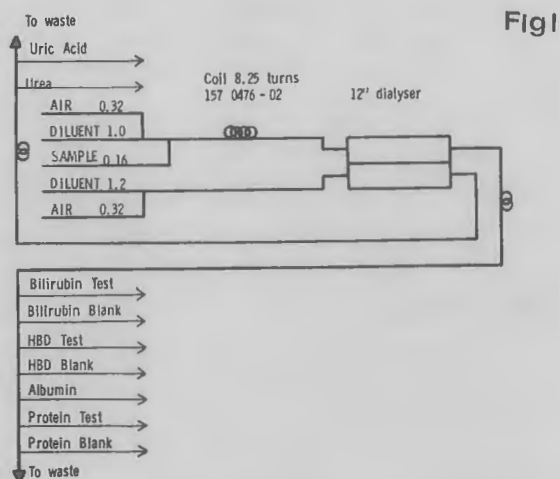 Fig I
To waste
Uric Acid
Urea
AIR 0.32
DILUENT 1.0
SAMPLE 0.16
DILUENT 1.2
AIR 0.32
Coil 8.25 turns
157 0476 - 02
12" dialyser
Bilirubin Test
Bilirubin Blank
HBD Test
HBD Blank
Albumin
Protein Test
Protein Blank
To waste